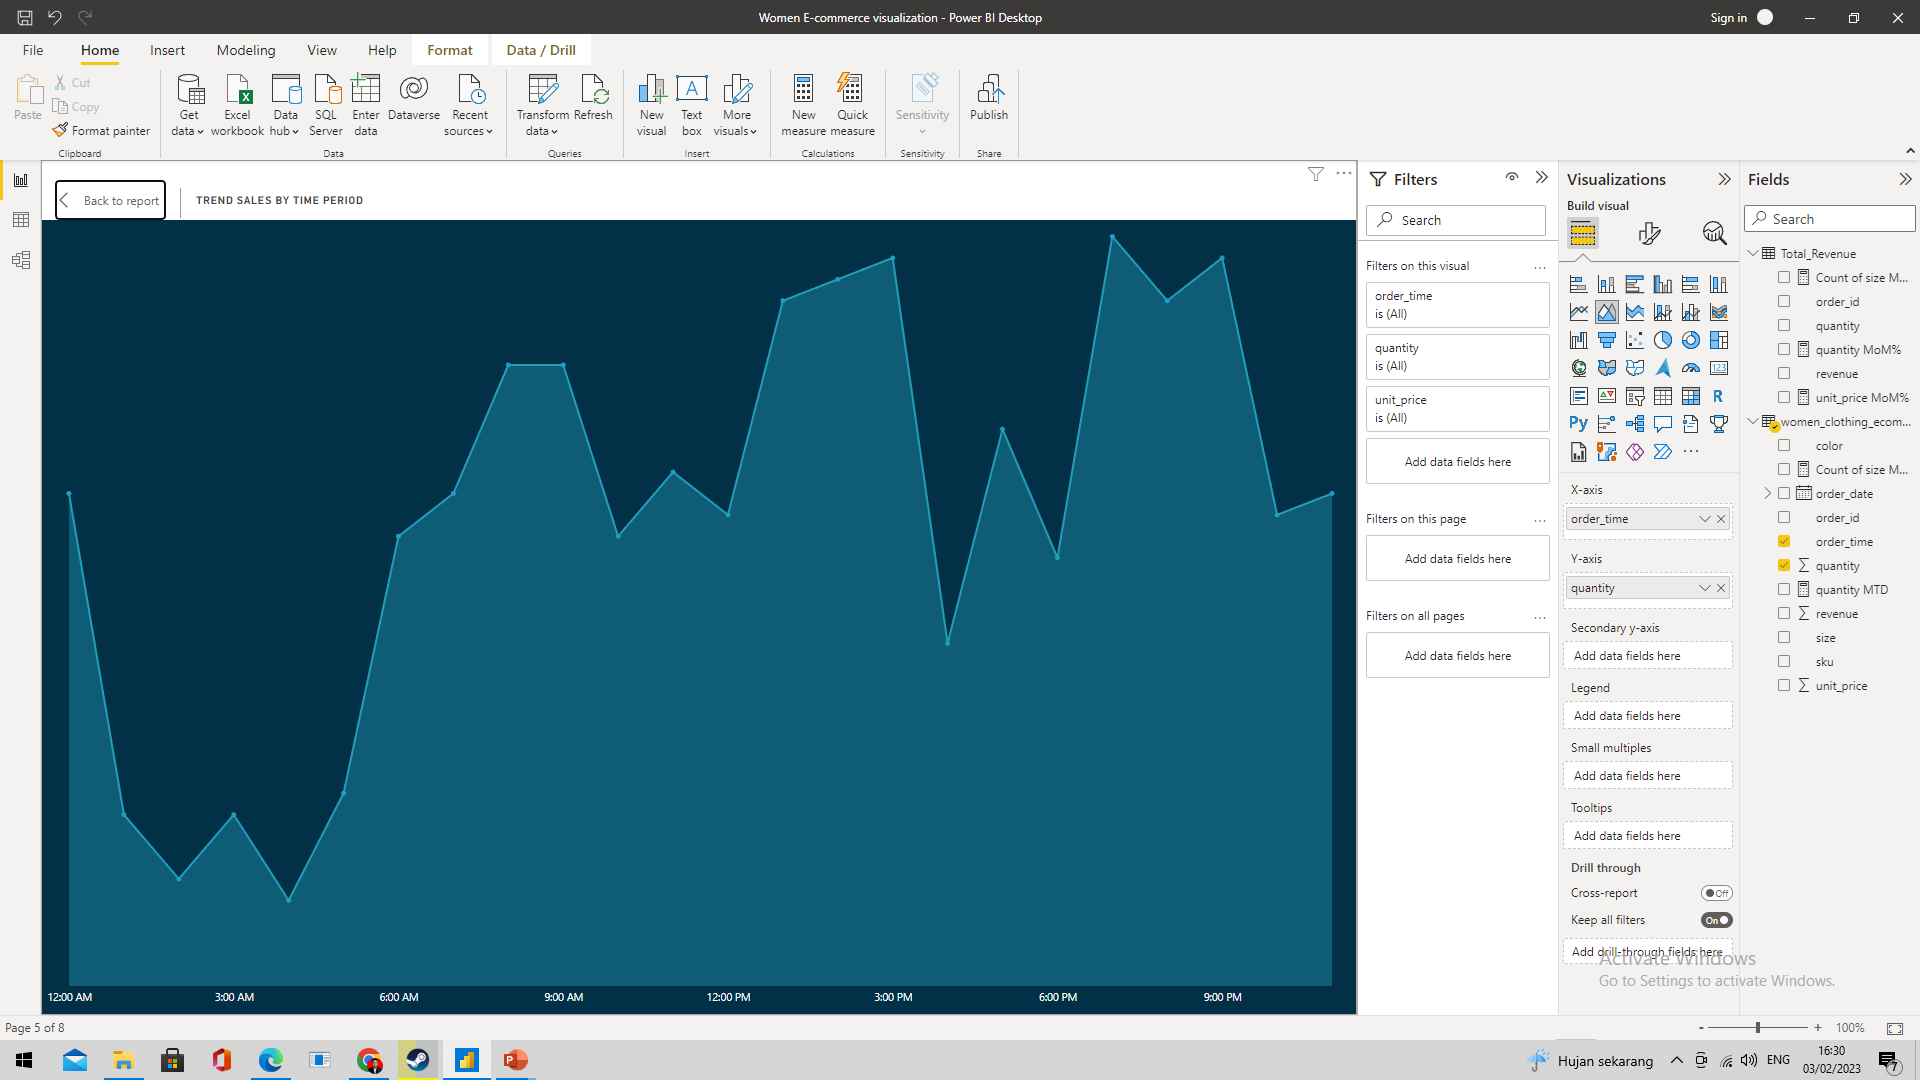 Women E-commerce visualization - Power BI Desktop
Sign in
File Home Insert Modeling View Help Format Data / Drill
Paste
Cut
Copy
Format painter
Clipboard
Get data
Excel workbook
Data hub
SQL Server
Enter data
Dataverse
Recent sources
Data
Transform data
Refresh
Queries
New visual
Text box
More visuals
Insert
New measure
Quick measure
Calculations
Sensitivity
Sensitivity
Publish
Share
Back to report
TREND SALES BY TIME PERIOD
12:00 AM 3:00 AM 6:00 AM 9:00 AM 12:00 PM 3:00 PM 6:00 PM 9:00 PM
Filters
Search
Filters on this visual
order_time
is (All)
quantity
is (All)
unit_price
is (All)
Add data fields here
Filters on this page
Add data fields here
Filters on all pages
Add data fields here
Visualizations
Build visual
123
R
Py
X-axis
order_time
Y-axis
quantity
Secondary y-axis
Add data fields here
Legend
Add data fields here
Small multiples
Add data fields here
Tooltips
Add data fields here
Drill through
Cross-report
Off
Keep all filters
On
Add drill-through fields here
Fields
Search
Total_Revenue
Count of size M...
order_id
quantity
quantity MoM%
revenue
unit_price MoM%
women_clothing_ecom...
color
Count of size M...
order_date
order_id
order_time
quantity
quantity MTD
revenue
size
sku
unit_price
Activate Windows
Go to Settings to activate Windows.
Page 5 of 8
- + 100%
Hujan sekarang
ENG
16:30
03/02/2023
7